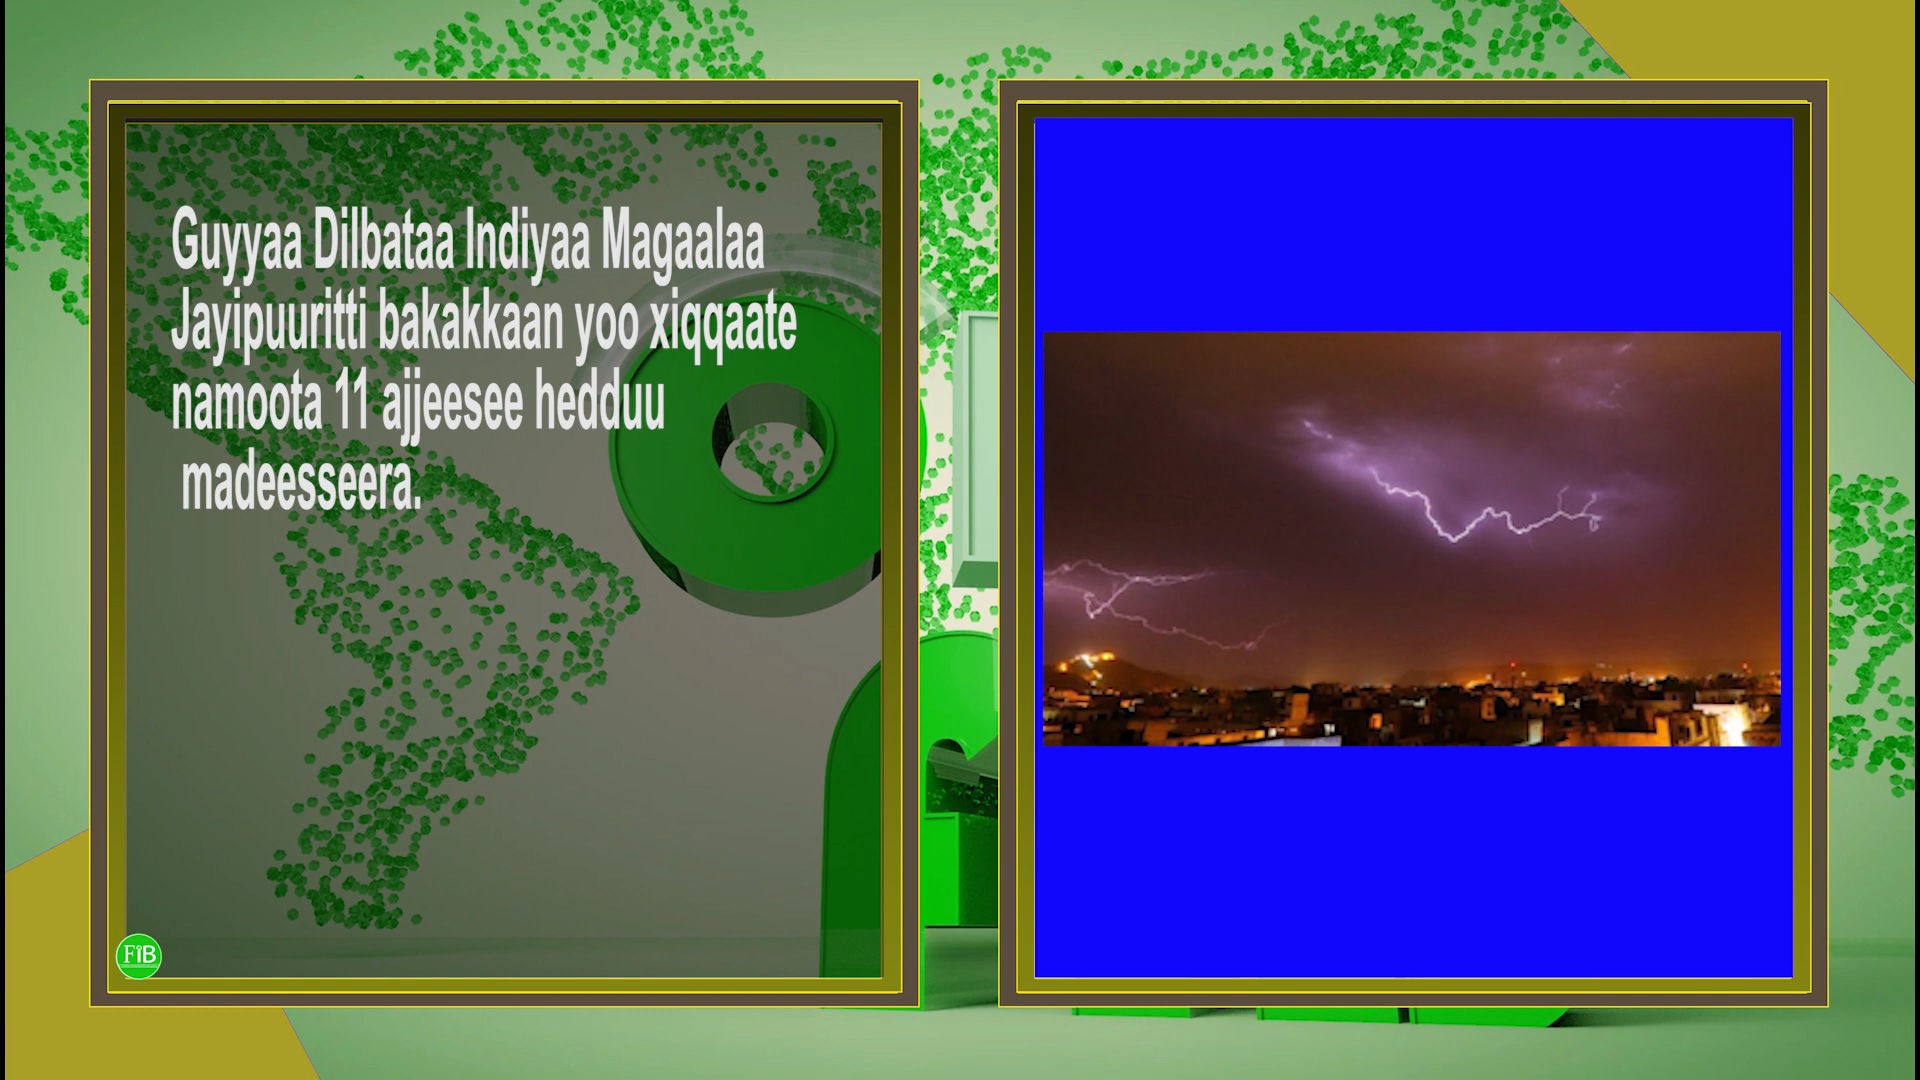 Guyyaa Dilbataa Indiyaa Magaalaa
Jayipuuritti bakakkaan yoo xiqqaate
namoota 11 ajjeesee hedduu
madeesseera.
FIB